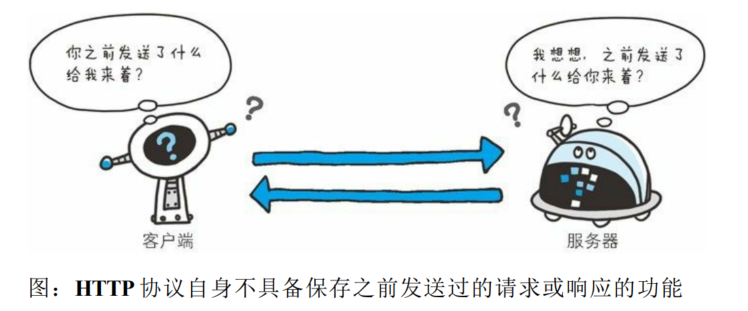 你之前发送了什么
给我来着?
我想想，之前发送了
什么给你来着?
?
?
?
客户端
服务器
图：HTTP 协议自身不具备保存之前发送过的请求或响应的功能